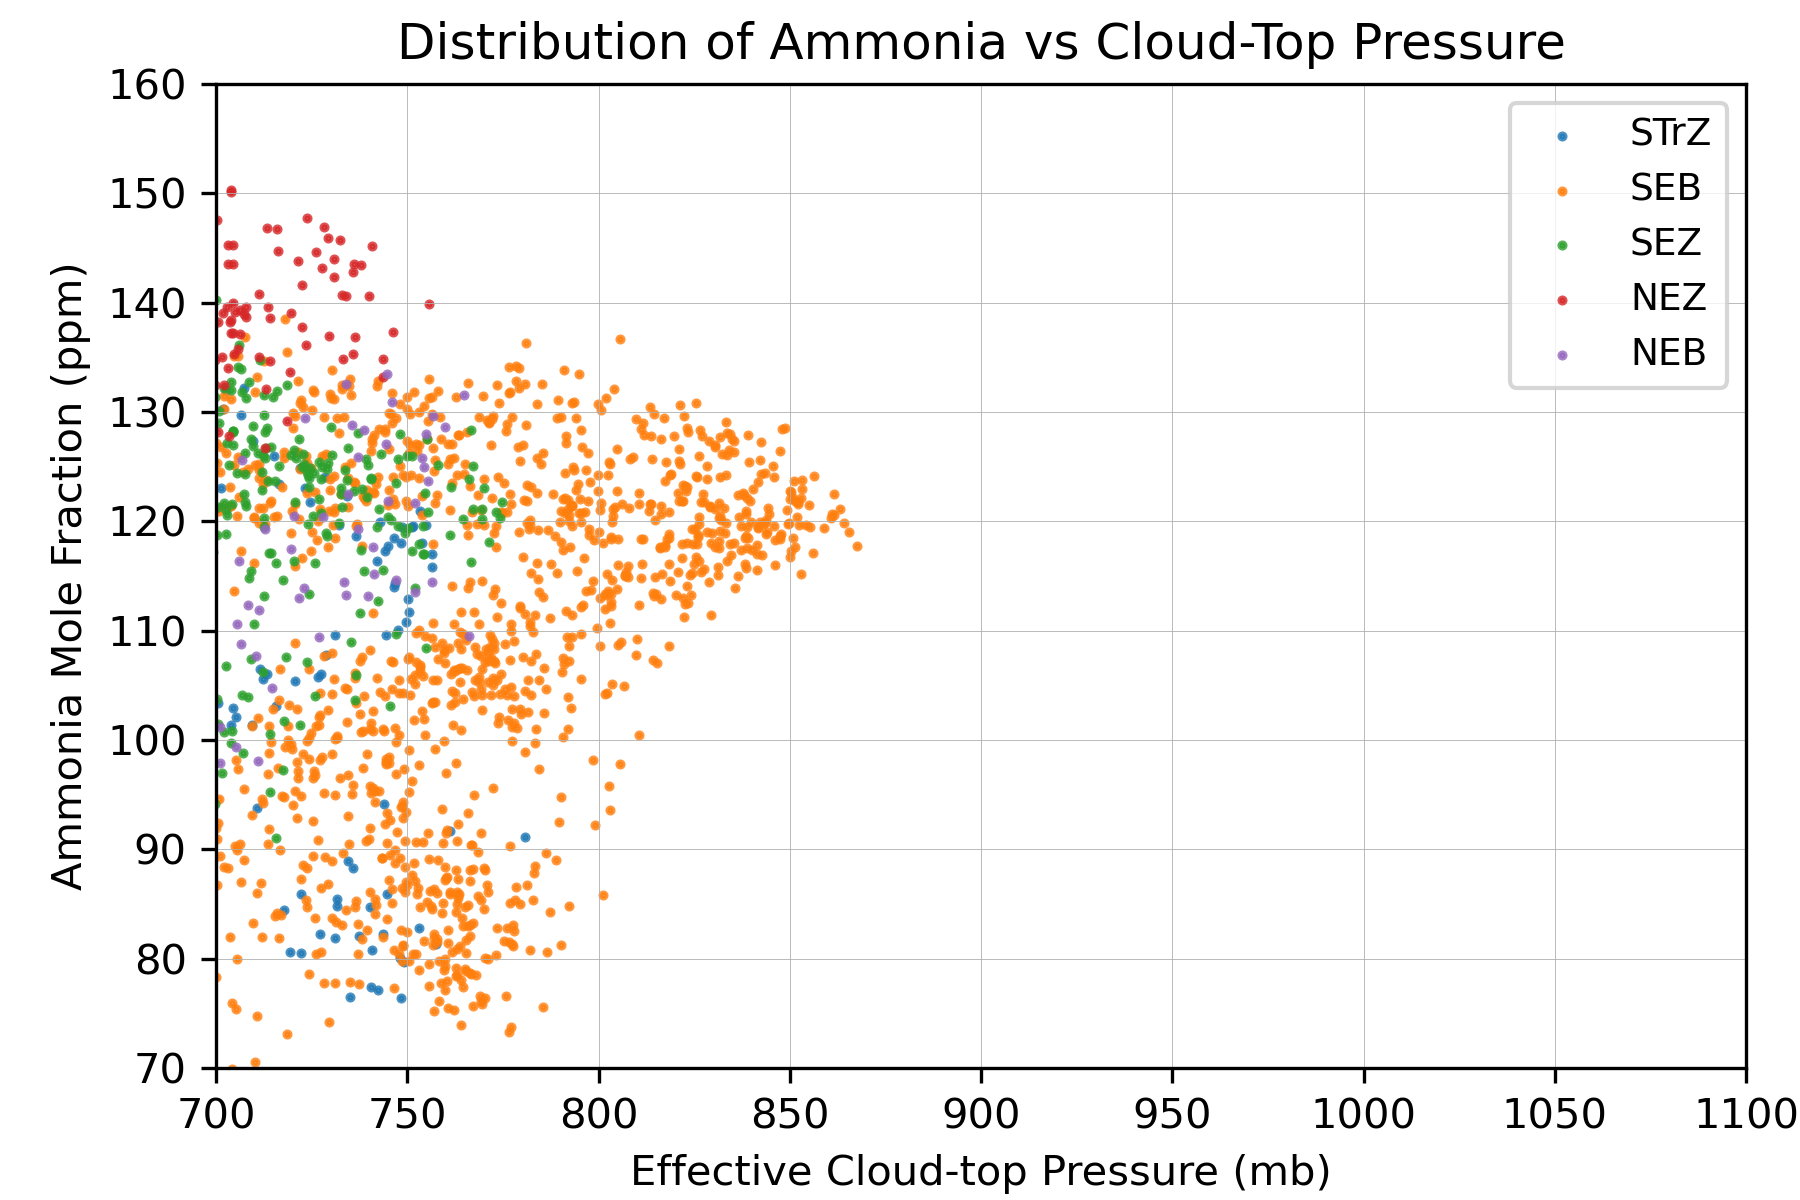 Distribution of Ammonia vs Cloud-Top Pressure
160
150
140
130
120
110
100
90
80
70
Ammonia Mole Fraction (ppm)
STrZ
SEB
SEZ
NEZ
NEB
700 750 800 850 900 950 1000 1050 1100
Effective Cloud-top Pressure (mb)